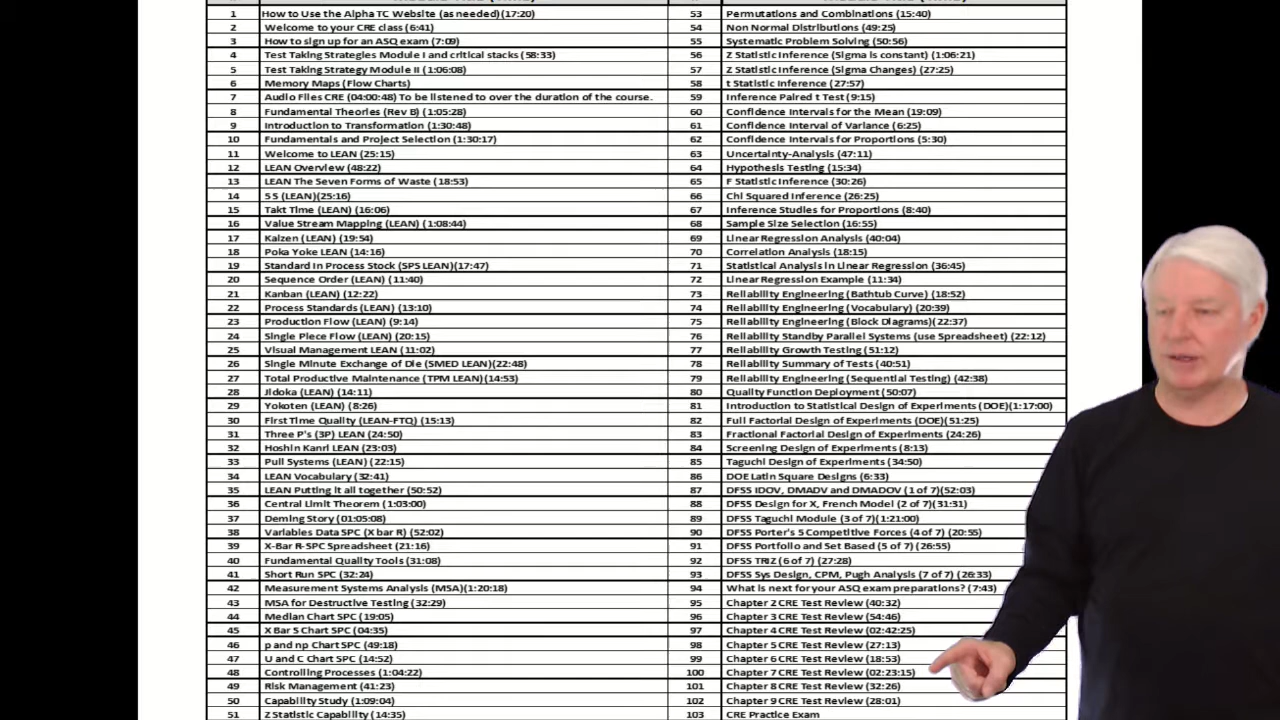 1 How to Use the Alpha TC Website (as needed)(17:20)
2 Welcome to your CRE class (6:41)
3 How to sign up for an ASQ exam (7:09)
4 Test Taking Strategies Module I and critical stacks (58:33)
5 Test Taking Strategy Module II (1:06:08)
6 Memory Maps (Flow Charts)
7 Audio Files CRE (04:00:48) To be listened to over the duration of the course.
8 Fundamental Theories (Rev B) (1:05:28)
9 Introduction to Transformation (1:30:48)
10 Fundamentals and Project Selection (1:30:17)
11 Welcome to LEAN (25:15)
12 LEAN Overview (48:22)
13 LEAN The Seven Forms of Waste (18:53)
14 5 S (LEAN)(25:16)
15 Takt Time (LEAN) (16:06)
16 Value Stream Mapping (LEAN) (1:08:44)
17 Kaizen (LEAN) (19:54)
18 Poka Yoke LEAN (14:16)
19 Standard In Process Stock (SPS LEAN)(17:47)
20 Sequence Order (LEAN) (11:40)
21 Kanban (LEAN) (12:22)
22 Process Standards (LEAN) (13:10)
23 Production Flow (LEAN) (9:14)
24 Single Piece Flow (LEAN) (20:15)
25 Visual Management LEAN (11:02)
26 Single Minute Exchange of Die (SMED LEAN)(22:48)
27 Total Productive Maintenance (TPM LEAN)(14:53)
28 Jidoka (LEAN) (14:11)
29 Yokoten (LEAN) (8:26)
30 First Time Quality (LEAN-FTQ) (15:13)
31 Three P's (3P) LEAN (24:50)
32 Hoshin Kanri LEAN (23:03)
33 Pull Systems (LEAN) (22:15)
34 LEAN Vocabulary (32:41)
35 LEAN Putting it all together (50:52)
36 Central Limit Theorem (1:03:00)
37 Deming Story (01:05:08)
38 Variables Data SPC (X bar R) (52:02)
39 X-Bar R-SPC Spreadsheet (21:16)
40 Fundamental Quality Tools (31:08)
41 Short Run SPC (32:24)
42 Measurement Systems Analysis (MSA)(1:20:18)
43 MSA for Destructive Testing (32:29)
44 Median Chart SPC (19:05)
45 X Bar S Chart SPC (04:35)
46 p and np Chart SPC (49:18)
47 U and C Chart SPC (14:52)
48 Controlling Processes (1:04:22)
49 Risk Management (41:23)
50 Capability Study (1:09:04)
51 Z Statistic Capability (14:35)
53 Permutations and Combinations (15:40)
54 Non Normal Distributions (49:25)
55 Systematic Problem Solving (50:56)
56 Z Statistic Inference (Sigma is constant) (1:06:21)
57 Z Statistic Inference (Sigma Changes) (27:25)
58 t Statistic Inference (27:57)
59 Inference Paired t Test (9:15)
60 Confidence Intervals for the Mean (19:09)
61 Confidence Interval of Variance (6:25)
62 Confidence Intervals for Proportions (5:30)
63 Uncertainty-Analysis (47:11)
64 Hypothesis Testing (15:34)
65 F Statistic Inference (30:26)
66 Chi Squared Inference (26:25)
67 Inference Studies for Proportions (8:40)
68 Sample Size Selection (16:55)
69 Linear Regression Analysis (40:04)
70 Correlation Analysis (18:15)
71 Statistical Analysis in Linear Regression (36:45)
72 Linear Regression Example (11:34)
73 Reliability Engineering (Bathtub Curve) (18:52)
74 Reliability Engineering (Vocabulary) (20:39)
75 Reliability Engineering (Block Diagrams)(22:37)
76 Reliability Standby Parallel Systems (use Spreadsheet) (22:12)
77 Reliability Growth Testing (51:12)
78 Reliability Summary of Tests (40:51)
79 Reliability Engineering (Sequential Testing) (42:38)
80 Quality Function Deployment (50:07)
81 Introduction to Statistical Design of Experiments (DOE)(1:17:00)
82 Full Factorial Design of Experiments (DOE)(51:25)
83 Fractional Factorial Design of Experiments (24:26)
84 Screening Design of Experiments (8:13)
85 Taguchi Design of Experiments (34:50)
86 DOE Latin Square Designs (6:33)
87 DFSS IDOV, DMADV and DMADOV (1 of 7)(52:03)
88 DFSS Design for X, French Model (2 of 7)(31:31)
89 DFSS Taguchi Module (3 of 7)(1:21:00)
90 DFSS Porter's 5 Competitive Forces (4 of 7) (20:55)
91 DFSS Portfolio and Set Based (5 of 7) (26:55)
92 DFSS TRIZ (6 of 7) (27:28)
93 DFSS Sys Design, CPM, Pugh Analysis (7 of 7) (26:33)
94 What is next for your ASQ exam preparations? (7:43)
95 Chapter 2 CRE Test Review (40:32)
96 Chapter 3 CRE Test Review (54:46)
97 Chapter 4 CRE Test Review (02:42:25)
98 Chapter 5 CRE Test Review (27:13)
99 Chapter 6 CRE Test Review (18:53)
100 Chapter 7 CRE Test Review (02:23:15)
101 Chapter 8 CRE Test Review (32:26)
102 Chapter 9 CRE Test Review (28:01)
103 CRE Practice Exam